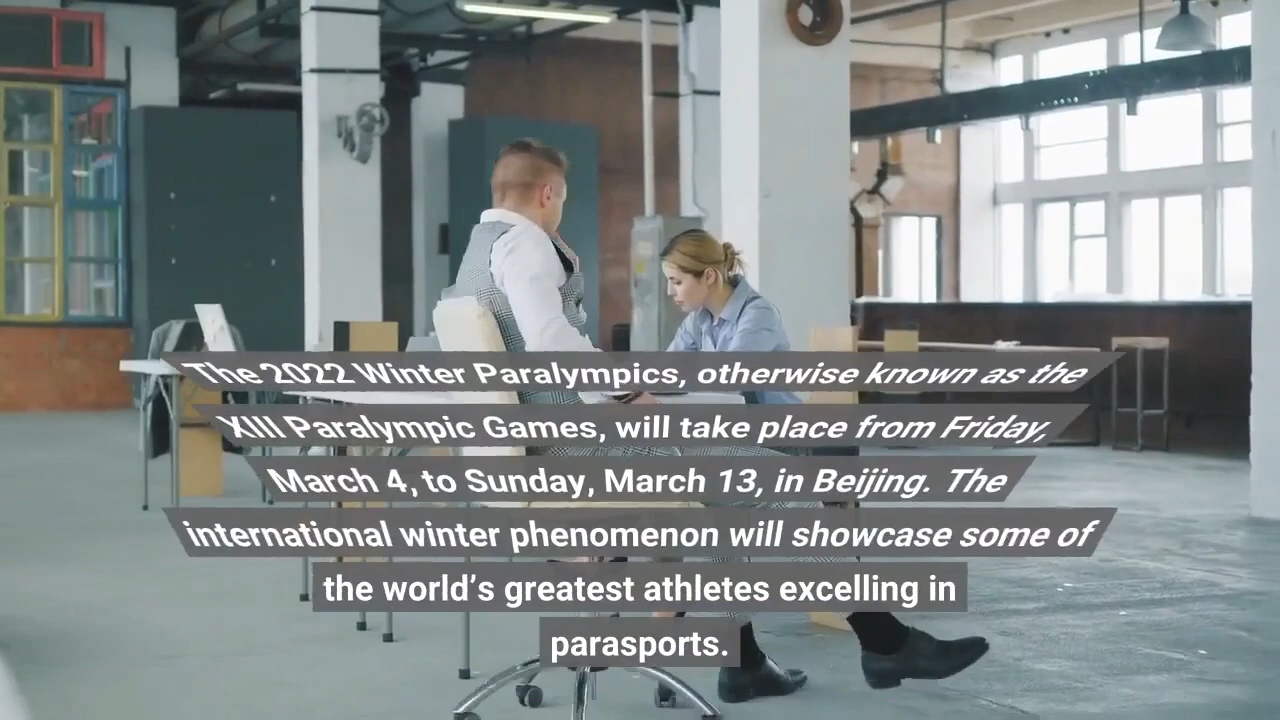 The 2022 Winter Paralympics, otherwise known as the
XIII Paralympic Games, will take place from Friday,
March 4, to Sunday, March 13, in Beijing. The
international winter phenomenon will showcase some of
the world’s greatest athletes excelling in
parasports.